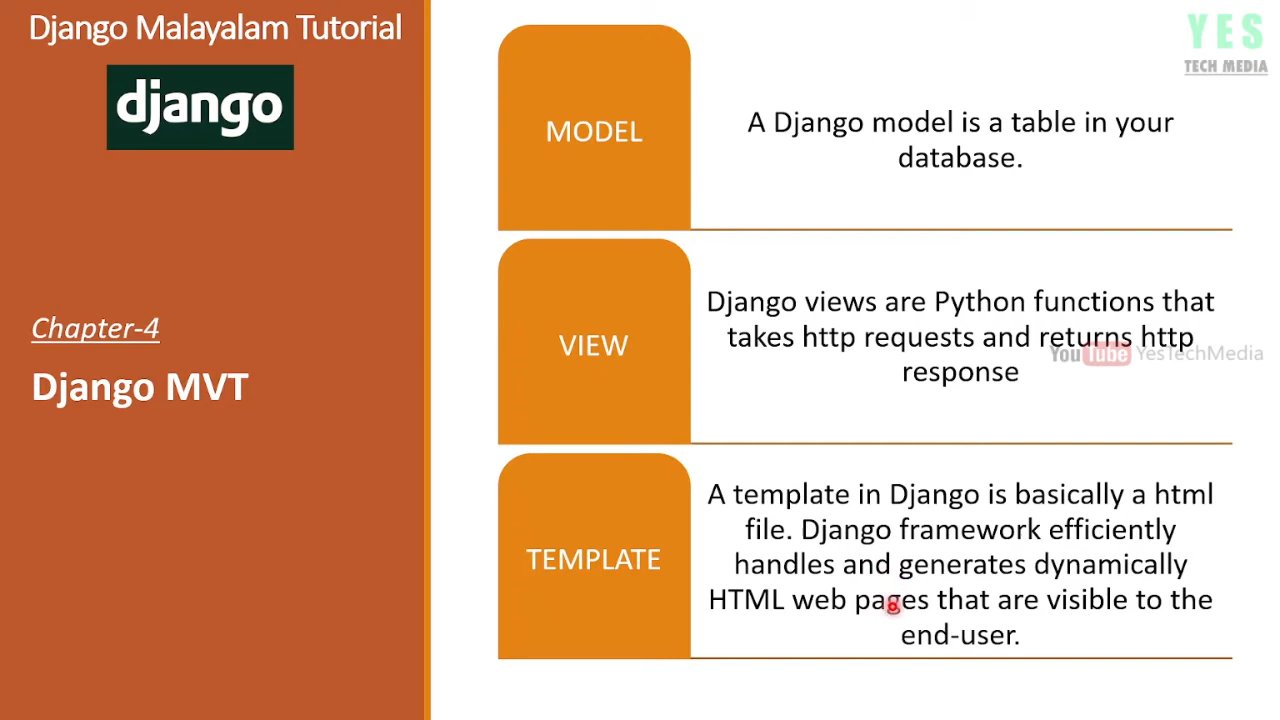 Django Malayalam Tutorial
django
Chapter-4
Django MVT
YES
TECH MEDIA
MODEL
A Django model is a table in your
database.
VIEW
Django views are Python functions that
takes http requests and returns http
response
YouTube YesTechMedia
TEMPLATE
A template in Django is basically a html
file. Django framework efficiently
handles and generates dynamically
HTML web pages that are visible to the
end-user.